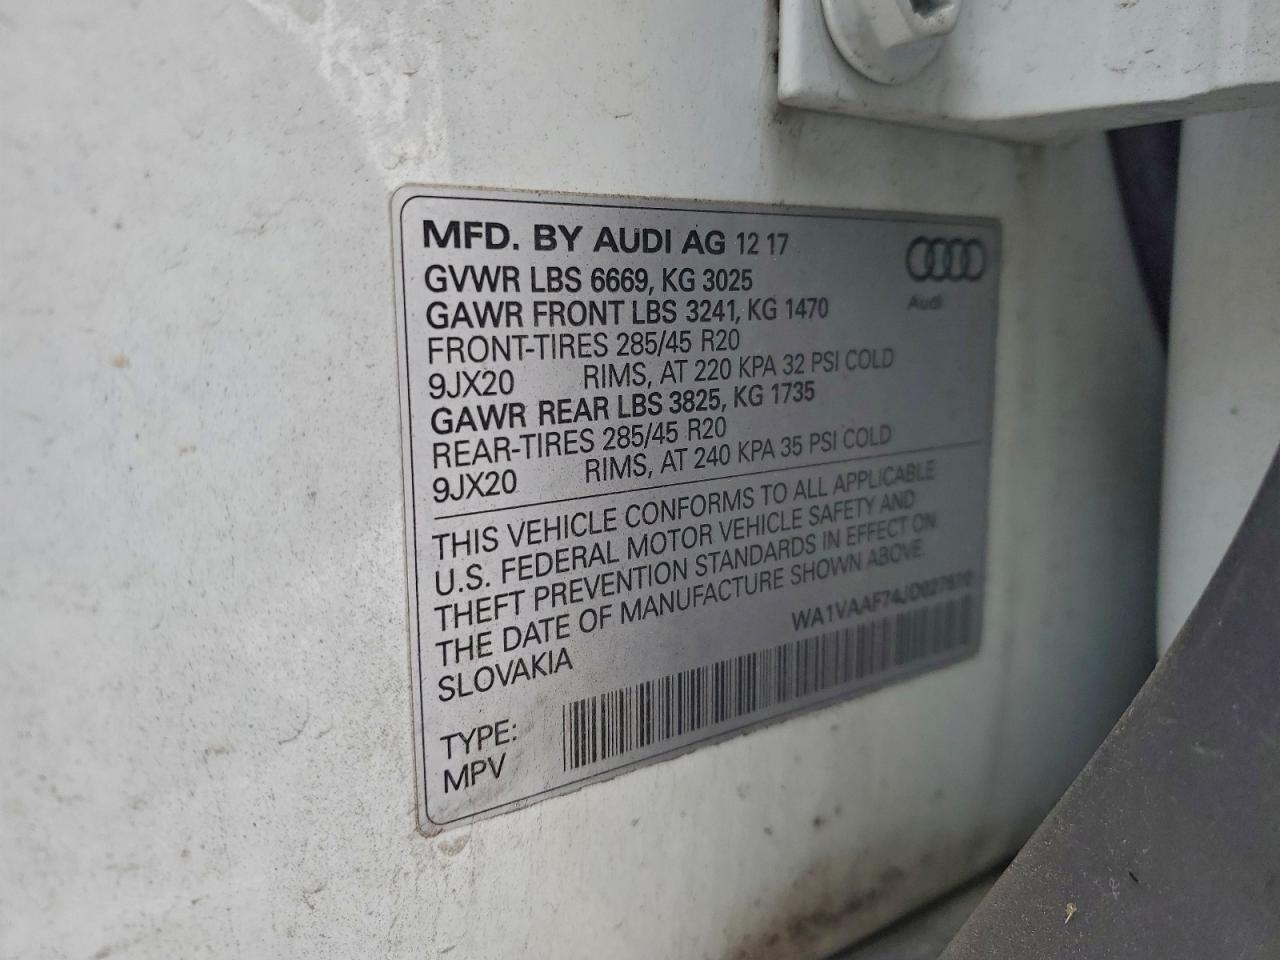 MFD. BY AUDI AG 12 17
GVWR LBS 6669, KG 3025
GAWR FRONT LBS 3241, KG 1470
FRONT-TIRES 285/45 R20
9JX20 RIMS, AT 220 KPA 32 PSI COLD
GAWR REAR LBS 3825, KG 1735
REAR-TIRES 285/45 R20
9JX20 RIMS, AT 240 KPA 35 PSI COLD
Audi
THIS VEHICLE CONFORMS TO ALL APPLICABLE
U.S. FEDERAL MOTOR VEHICLE SAFETY AND
THEFT PREVENTION STANDARDS IN EFFECT ON
THE DATE OF MANUFACTURE SHOWN ABOVE.
SLOVAKIA
TYPE:
MPV